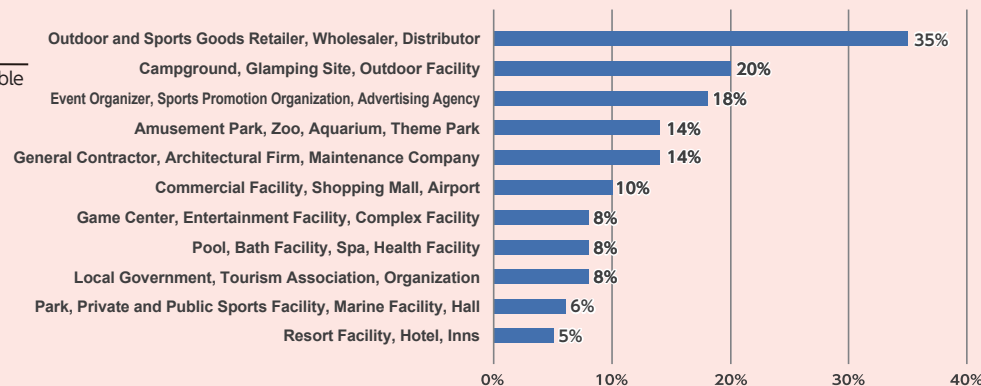 Outdoor and Sports Goods Retailer, Wholesaler, Distributor 35%
ble
Campground, Glamping Site, Outdoor Facility 20%
Event Organizer, Sports Promotion Organization, Advertising Agency 18%
Amusement Park, Zoo, Aquarium, Theme Park 14%
General Contractor, Architectural Firm, Maintenance Company 14%
Commercial Facility, Shopping Mall, Airport 10%
Game Center, Entertainment Facility, Complex Facility 8%
Pool, Bath Facility, Spa, Health Facility 8%
Local Government, Tourism Association, Organization 8%
Park, Private and Public Sports Facility, Marine Facility, Hall 6%
Resort Facility, Hotel, Inns 5%
0% 10% 20% 30% 40%